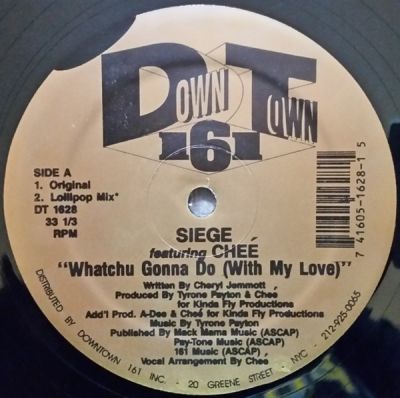 DOWN TOWN
161
SIDE A
1. Original
2. Lollipop Mix*
DT 1628
33 1/3
RPM
7 41605-1628-1 5
SIEGE
featuring CHEÉ
"Whatchu Gonna Do (With My Love)"
Written By Cheryl Jemmott
Produced By Tyrone Payton & Chee
for Kinda Fly Productions
Add'l Prod. A-Dee & Cheé for Kinda Fly Productions
Music By Tyrone Payton
Published By Mack Mama Music (ASCAP)
Pay-Tone Music (ASCAP)
161 Music (ASCAP)
Vocal Arrangement By Chee
DISTRIBUTED BY DOWNTOWN 161 INC. · 20 GREENE STREET · NYC · 212-925-0065